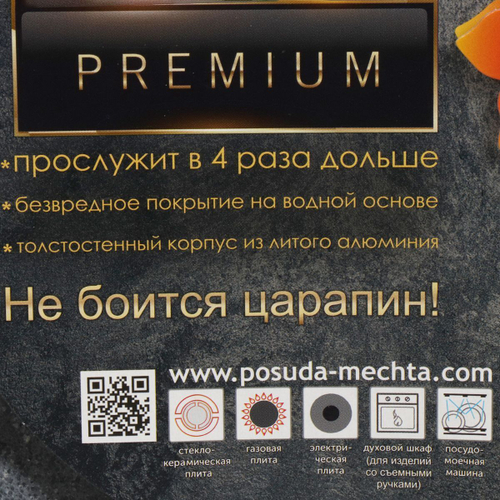 PREMIUM
*прослужит в 4 раза дольше
*безвредное покрытие на водной основе
*толстостенный корпус из литого алюминия
Не боится царапин!
www.posuda-mechta.com
стекло-
керамическая
плита
газовая
плита
электри-
ческая
плита
духовой шкаф
(для изделий
со съемными
ручками)
посудо-
моечная
машина